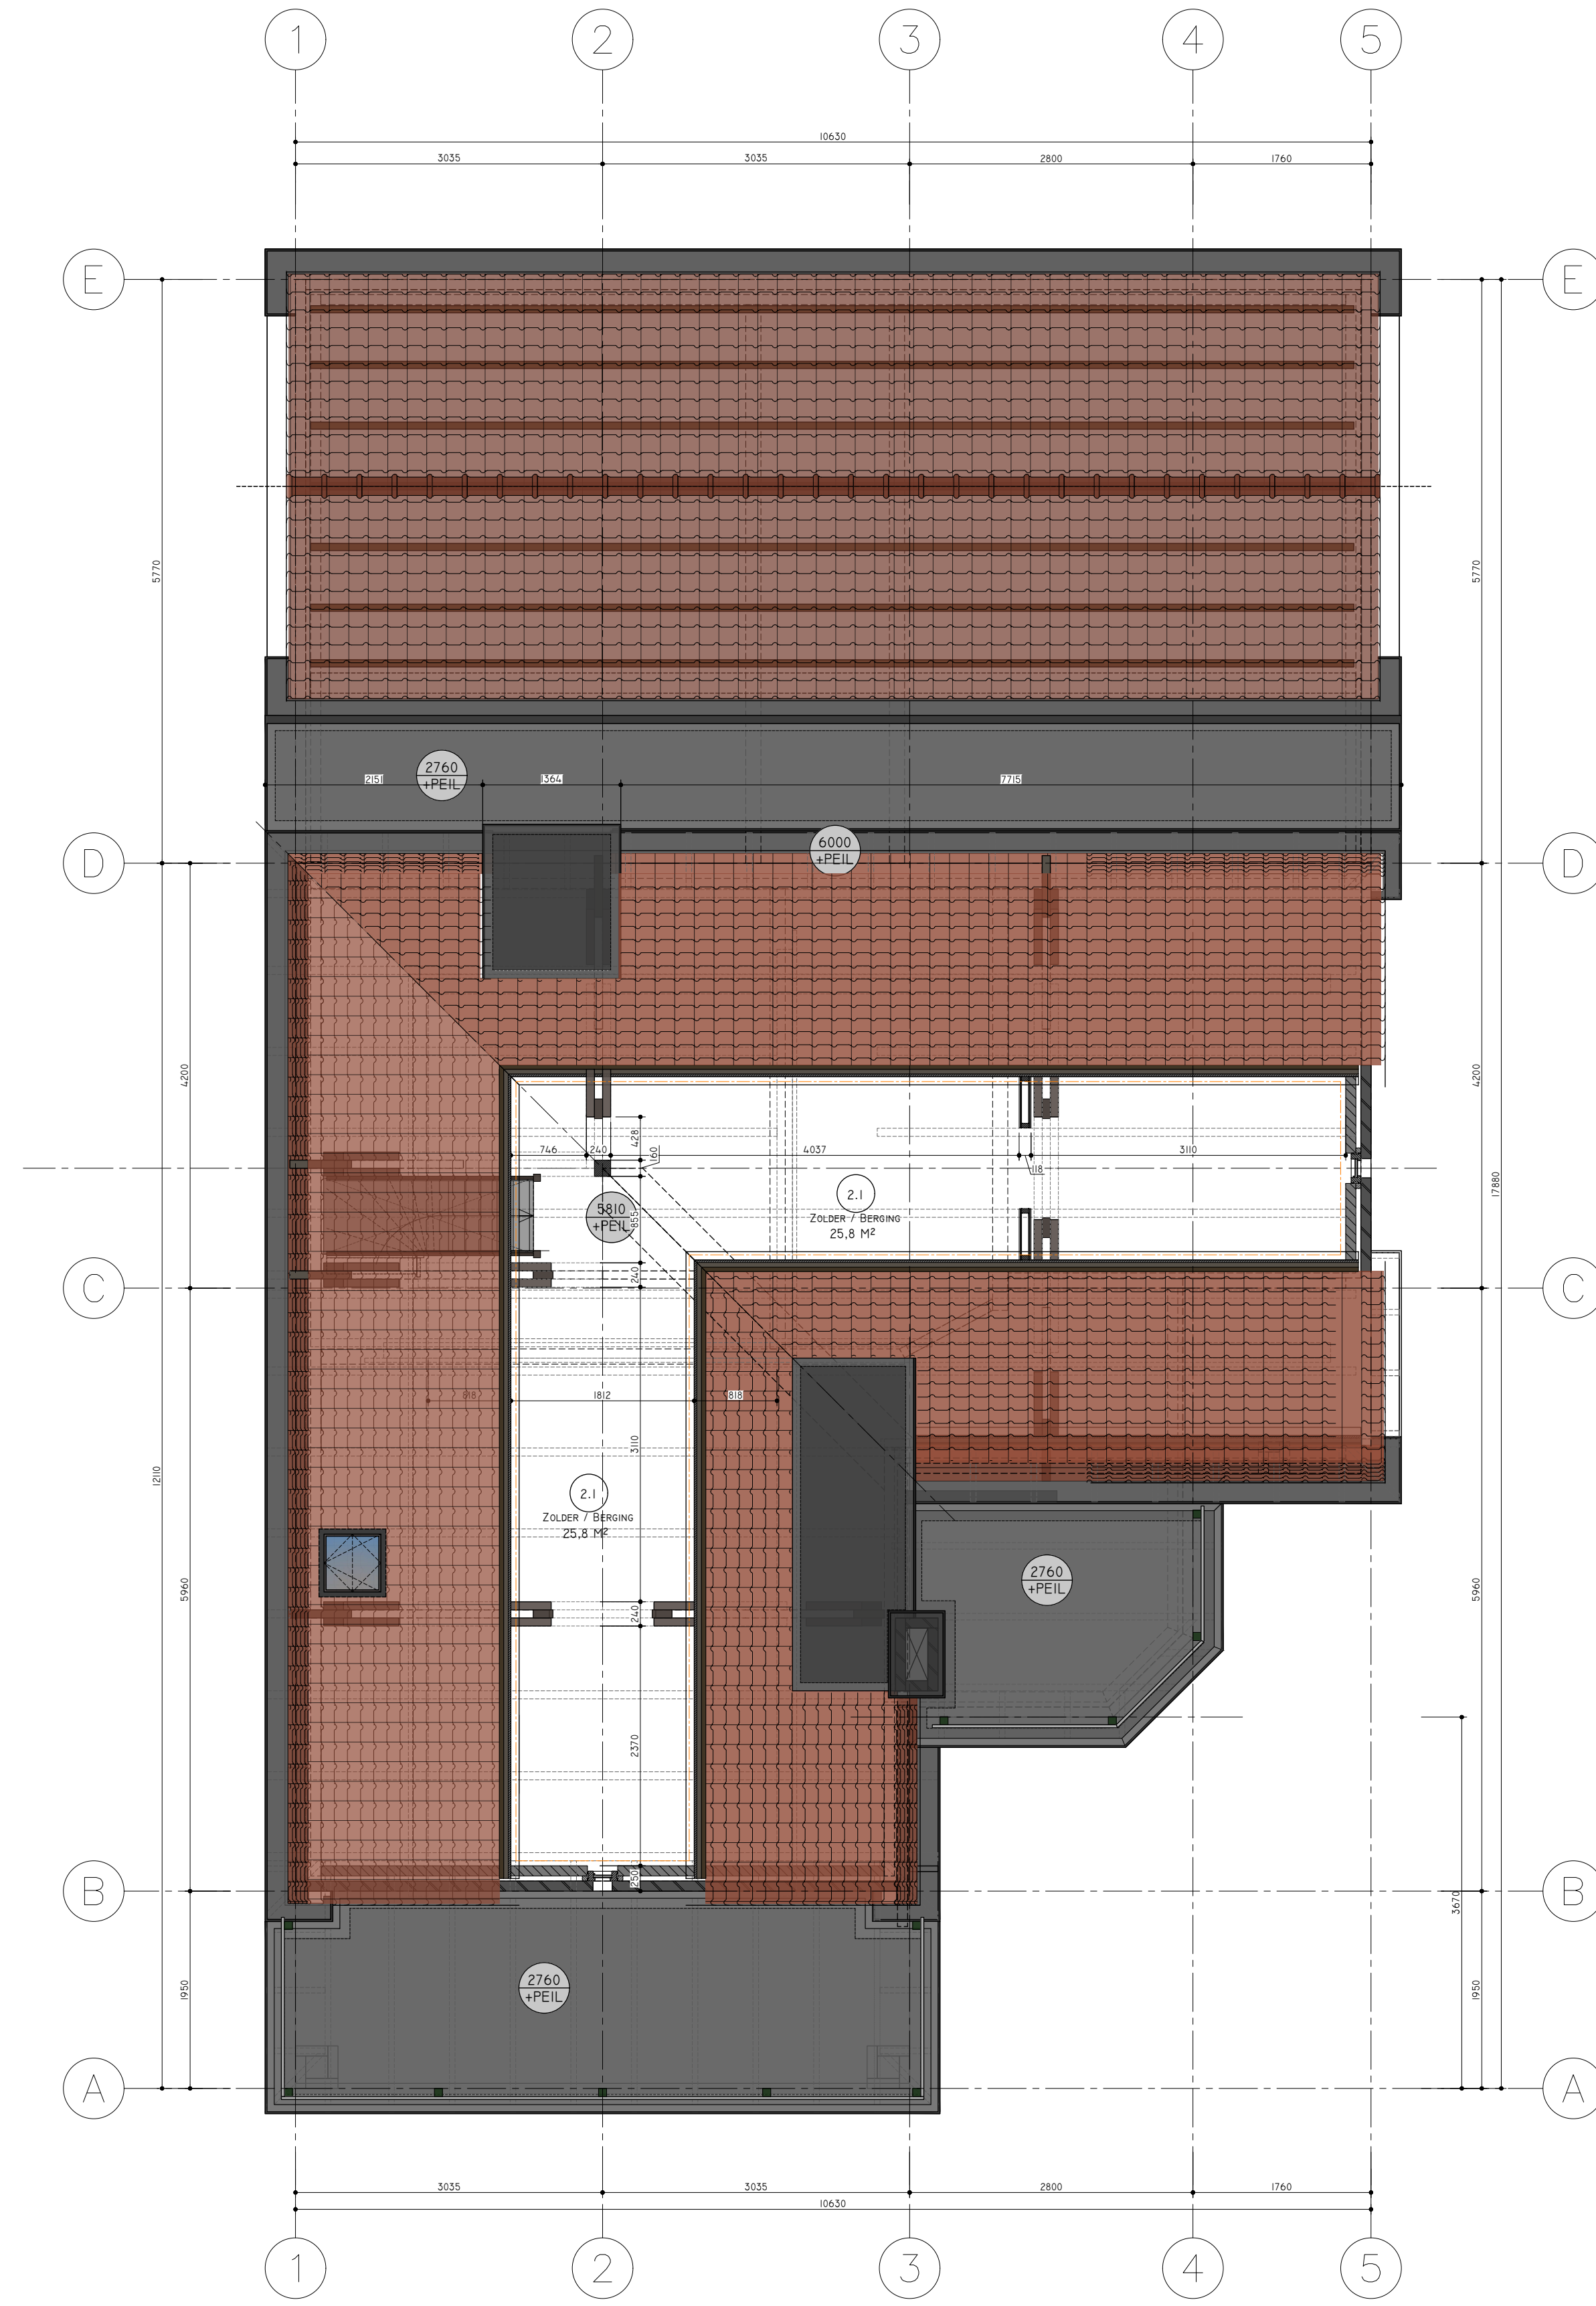 1 2 3 4 5
10630
3035 3035 2800 1760
E E
5770 5770
2760
+PEIL
2151 1364 7715
6000
+PEIL
D D
4200 4200
17880
428
746 240 160 4037 118 3110
5810
+PEIL
855
2.1
ZOLDER / BERGING
25,8 M²
240
C C
818 1812 818
3110
12110
2.1
ZOLDER / BERGING
25,8 M²
2760
+PEIL
5960 5960
240
2370
250
B B
3670
2760
+PEIL
1950 1950
A A
3035 3035 2800 1760
10630
1 2 3 4 5